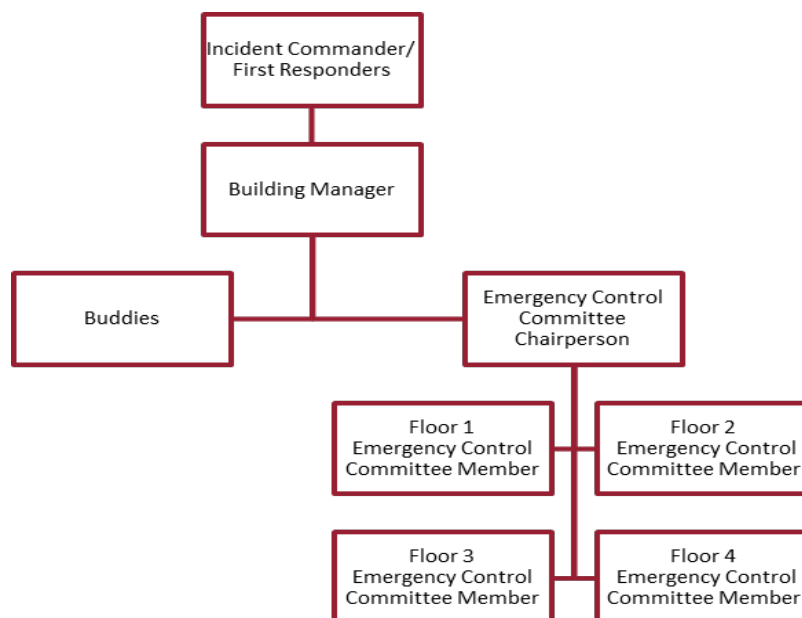 Incident Commander/
First Responders
Building Manager
Buddies
Emergency Control
Committee
Chairperson
Floor 1
Emergency Control
Committee Member
Floor 2
Emergency Control
Committee Member
Floor 3
Emergency Control
Committee Member
Floor 4
Emergency Control
Committee Member